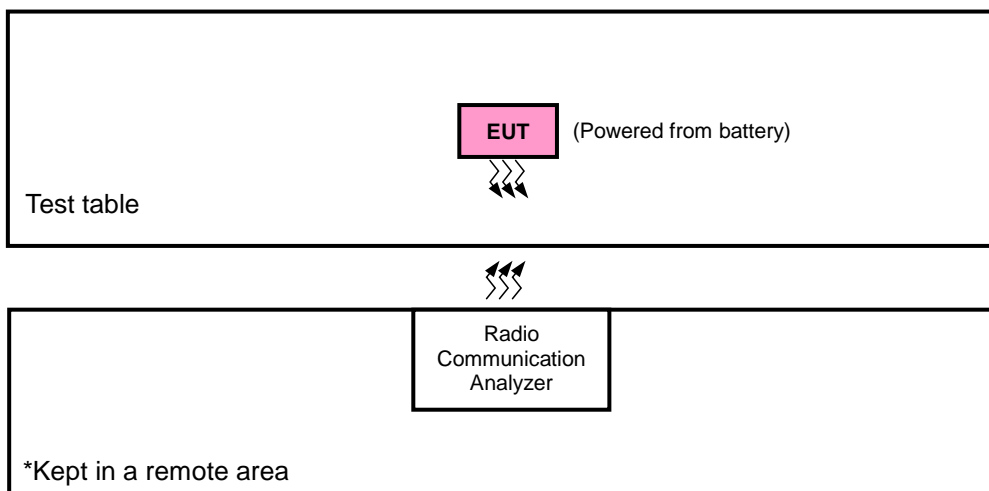 EUT (Powered from battery)
Test table
Radio
Communication
Analyzer
*Kept in a remote area